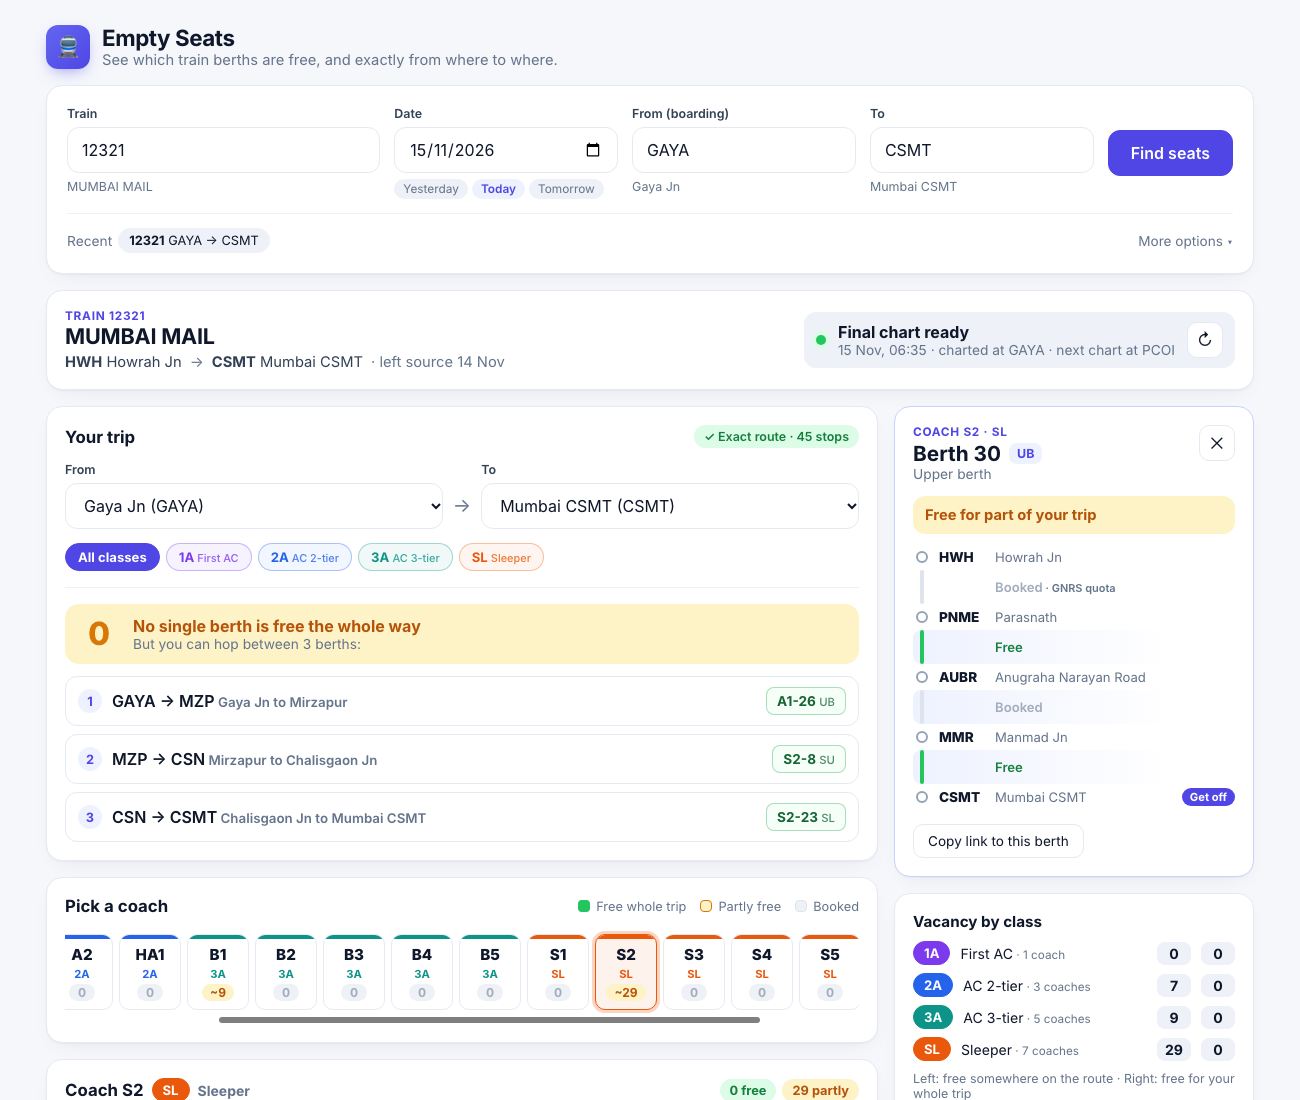 Empty Seats
See which train berths are free, and exactly from where to where.
Train
Date
From (boarding)
To
12321
15/11/2026
GAYA
CSMT
Find seats
MUMBAI MAIL
Yesterday
Today
Tomorrow
Gaya Jn
Mumbai CSMT
Recent
12321 GAYA → CSMT
More options ▾
TRAIN 12321
MUMBAI MAIL
HWH Howrah Jn → CSMT Mumbai CSMT · left source 14 Nov
Final chart ready
15 Nov, 06:35 · charted at GAYA · next chart at PCOI
Your trip
✓ Exact route · 45 stops
From
To
Gaya Jn (GAYA)
→
Mumbai CSMT (CSMT)
All classes
1A First AC
2A AC 2-tier
3A AC 3-tier
SL Sleeper
0
No single berth is free the whole way
But you can hop between 3 berths:
1 GAYA → MZP Gaya Jn to Mirzapur A1-26 UB
2 MZP → CSN Mirzapur to Chalisgaon Jn S2-8 SU
3 CSN → CSMT Chalisgaon Jn to Mumbai CSMT S2-23 SL
COACH S2 · SL
Berth 30 UB
Upper berth
Free for part of your trip
HWH Howrah Jn
Booked · GNRS quota
PNME Parasnath
Free
AUBR Anugraha Narayan Road
Booked
MMR Manmad Jn
Free
CSMT Mumbai CSMT Get off
Copy link to this berth
Pick a coach
Free whole trip
Partly free
Booked
A2 HA1 B1 B2 B3 B4 B5 S1 S2 S3 S4 S5
2A 2A 3A 3A 3A 3A 3A SL SL SL SL SL
0 0 ~9 0 0 0 0 0 ~29 0 0 0
Vacancy by class
1A First AC · 1 coach 0 0
2A AC 2-tier · 3 coaches 7 0
3A AC 3-tier · 5 coaches 9 0
SL Sleeper · 7 coaches 29 0
Left: free somewhere on the route · Right: free for your
whole trip
Coach S2 SL Sleeper
0 free
29 partly